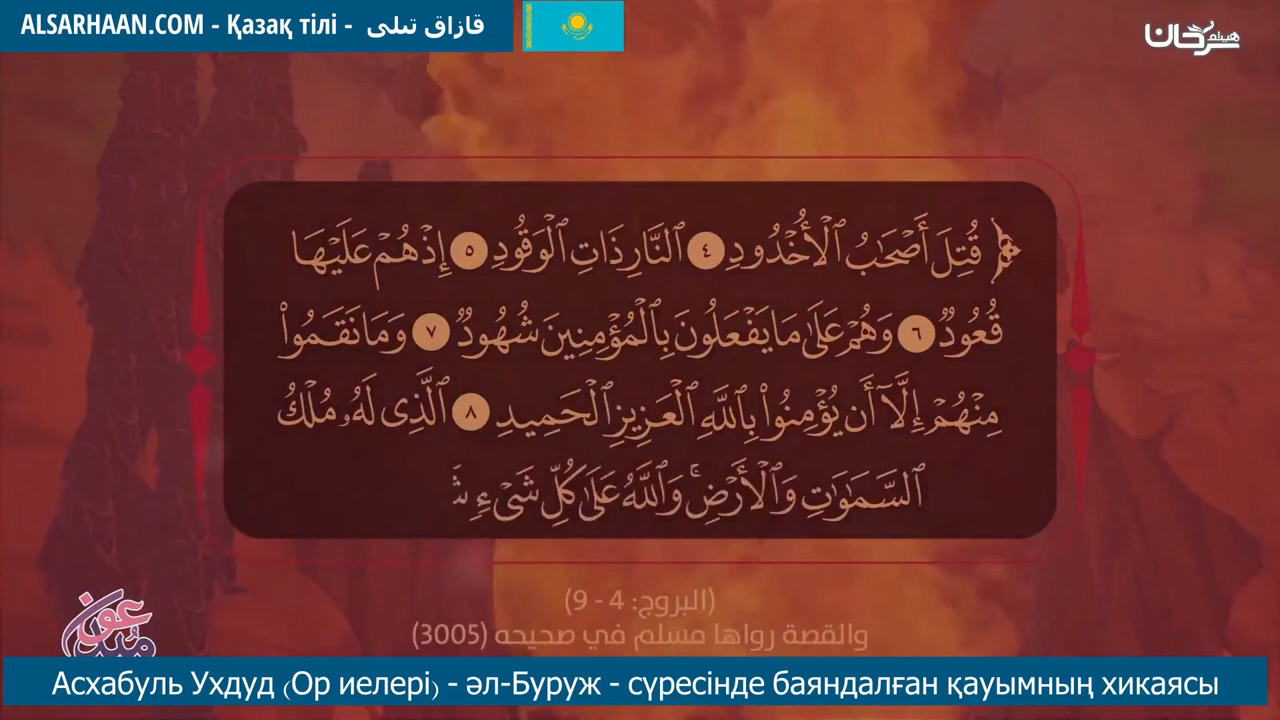 ALSARHAAN.COM - Қазақ тілі - قازاق تىلى
هيثم سرحان
﴿ قُتِلَ أَصْحَٰبُ ٱلْأُخْدُودِ ٤ ٱلنَّارِ ذَاتِ ٱلْوَقُودِ ٥ إِذْ هُمْ عَلَيْهَا
قُعُودٌ ٦ وَهُمْ عَلَىٰ مَا يَفْعَلُونَ بِٱلْمُؤْمِنِينَ شُهُودٌ ٧ وَمَا نَقَمُوا۟
مِنْهُمْ إِلَّآ أَن يُؤْمِنُوا۟ بِٱللَّهِ ٱلْعَزِيزِ ٱلْحَمِيدِ ٨ ٱلَّذِى لَهُۥ مُلْكُ
ٱلسَّمَٰوَٰتِ وَٱلْأَرْضِ ۚ وَٱللَّهُ عَلَىٰ كُلِّ شَىْءٍ
(البروج: 4 - 9)
والقصة رواها مسلم في صحيحه (3005)
Асхабуль Ухдуд (Ор иелері) - әл-Буруж - сүресінде баяндалған қауымның хикаясы